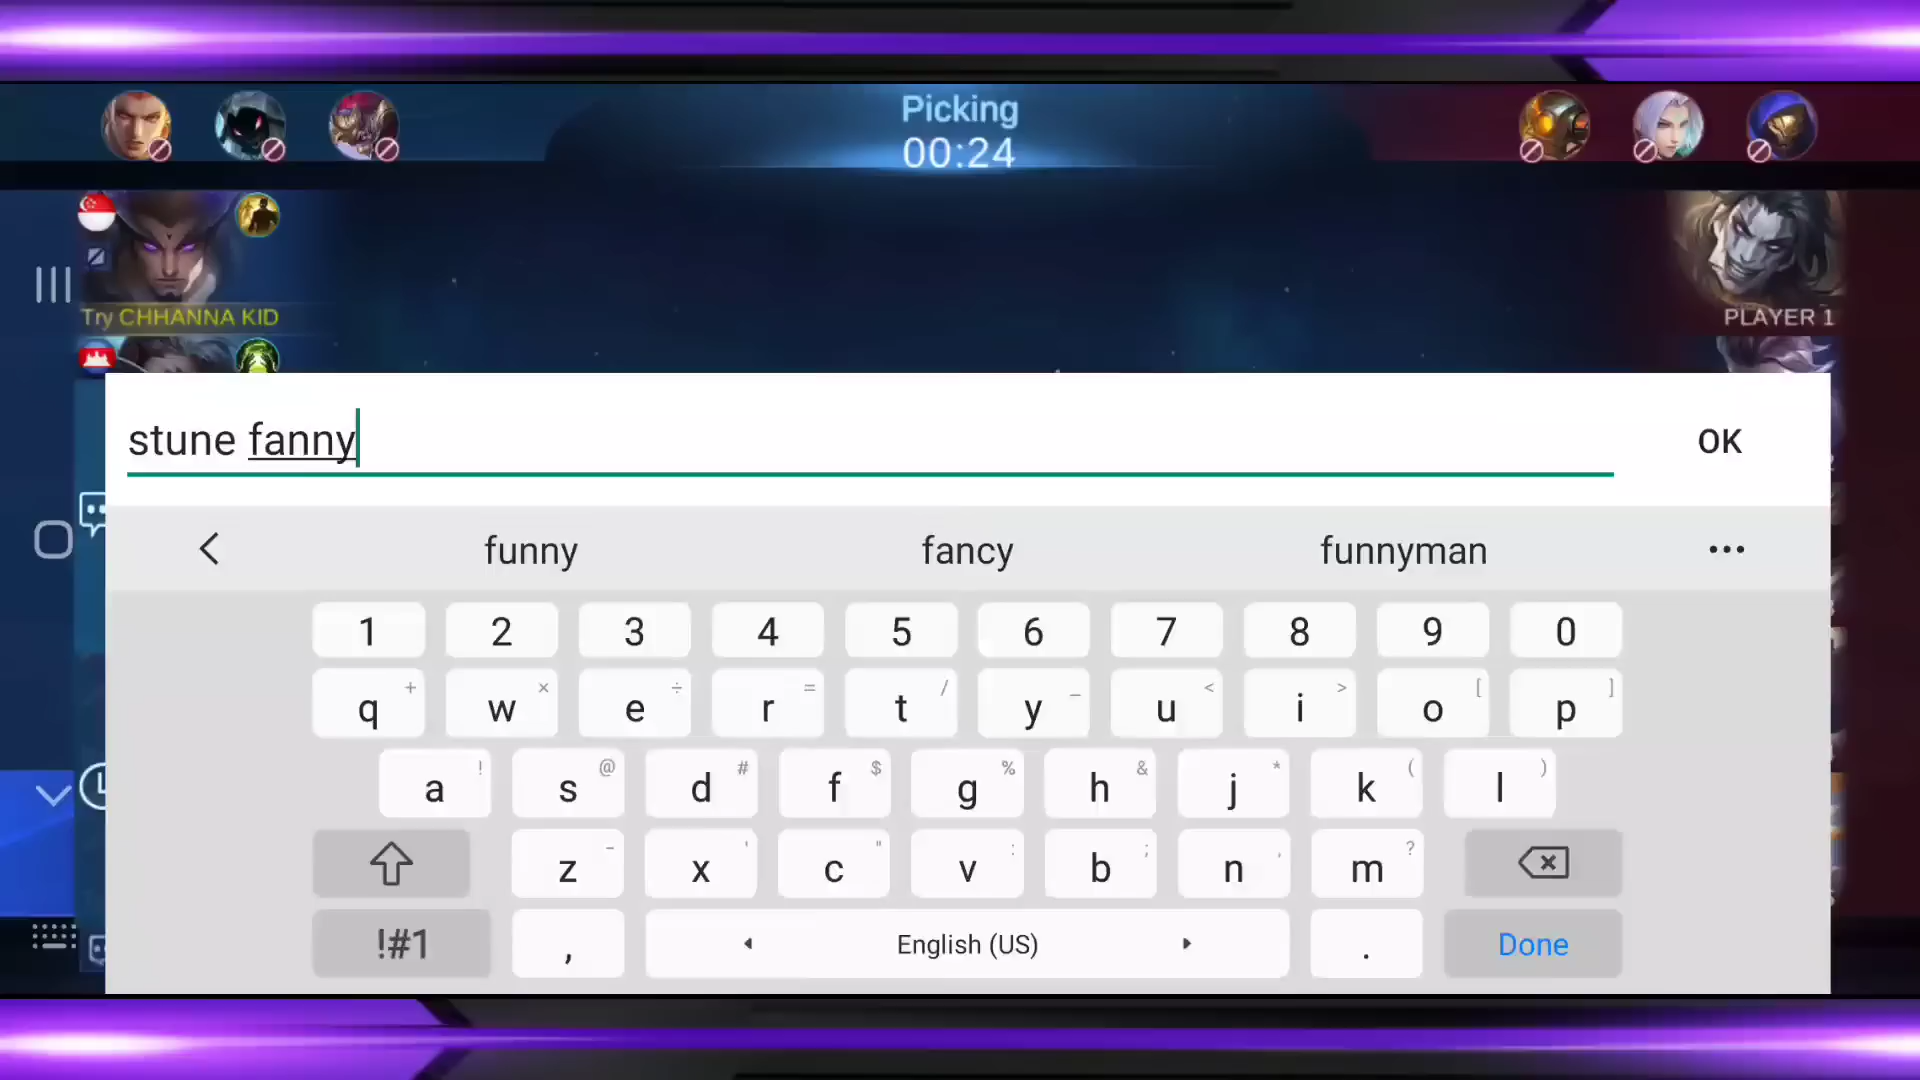 Picking
00:24
Try CHHANNA KID
PLAYER 1
stune fanny
OK
funny fancy funnyman
1 2 3 4 5 6 7 8 9 0
q + w × e ÷ r = t / y _ u < i > o [ p ]
a ! s @ d # f $ g % h & j * k ( l )
z - x ' c " v : b ; n , m ?
!#1 , English (US) . Done